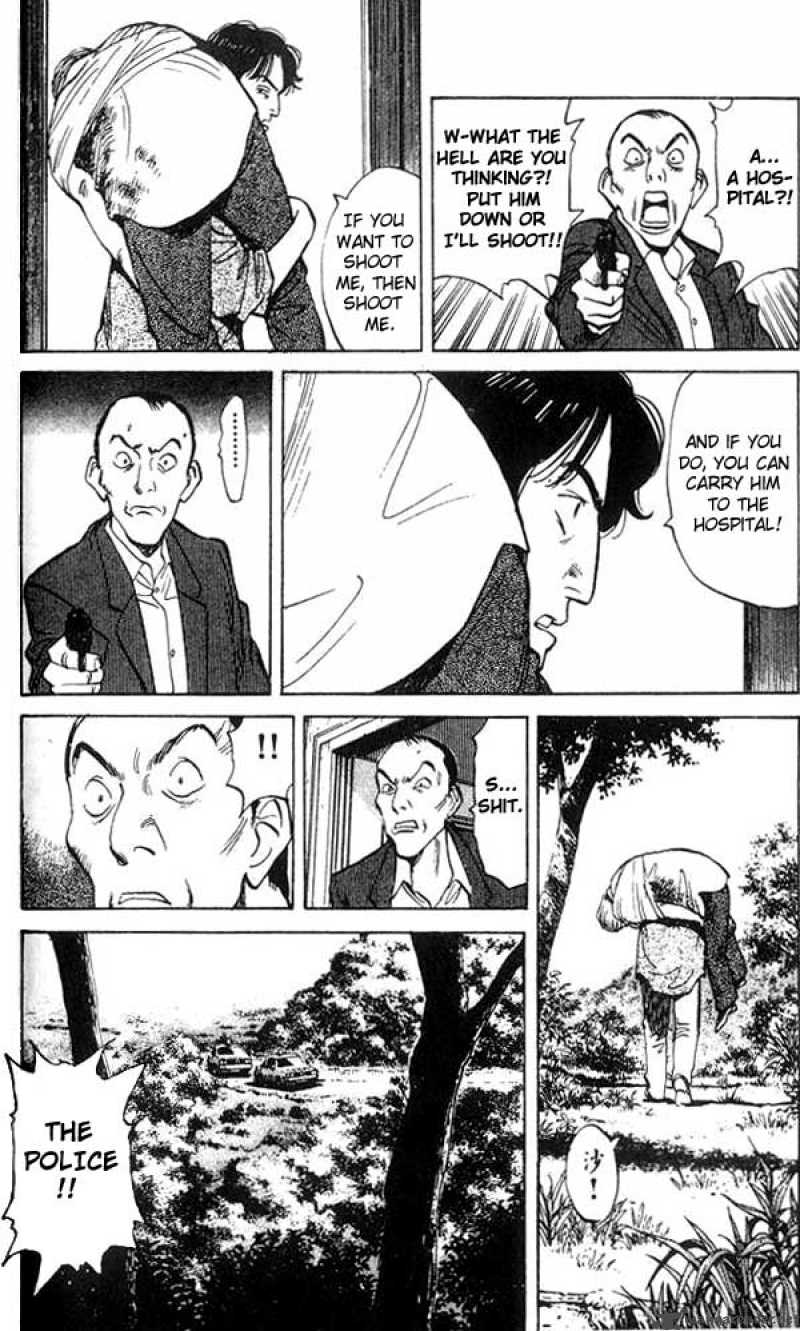 A...
A HOS-
PITAL?!
W-WHAT THE
HELL ARE YOU
THINKING?!
PUT HIM
DOWN OR
I'LL SHOOT!!
IF YOU
WANT TO
SHOOT
ME, THEN
SHOOT
ME.
AND IF YOU
DO, YOU CAN
CARRY HIM
TO THE
HOSPITAL!
........
沙!
S...
SHIT.
!!
THE
POLICE
!!